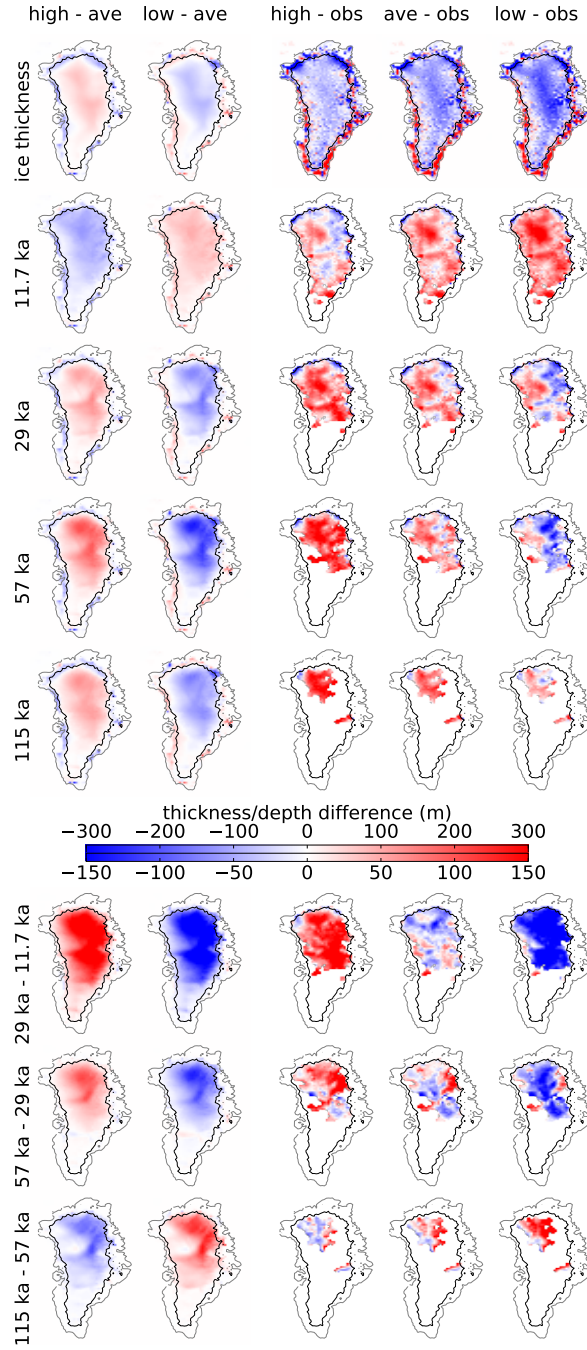 high - ave low - ave high - obs ave - obs low - obs
ice thickness
11.7 ka
29 ka
57 ka
115 ka
thickness/depth difference (m)
−300 −200 −100 0 100 200 300
−150 −100 −50 0 50 100 150
29 ka - 11.7 ka
57 ka - 29 ka
115 ka - 57 ka